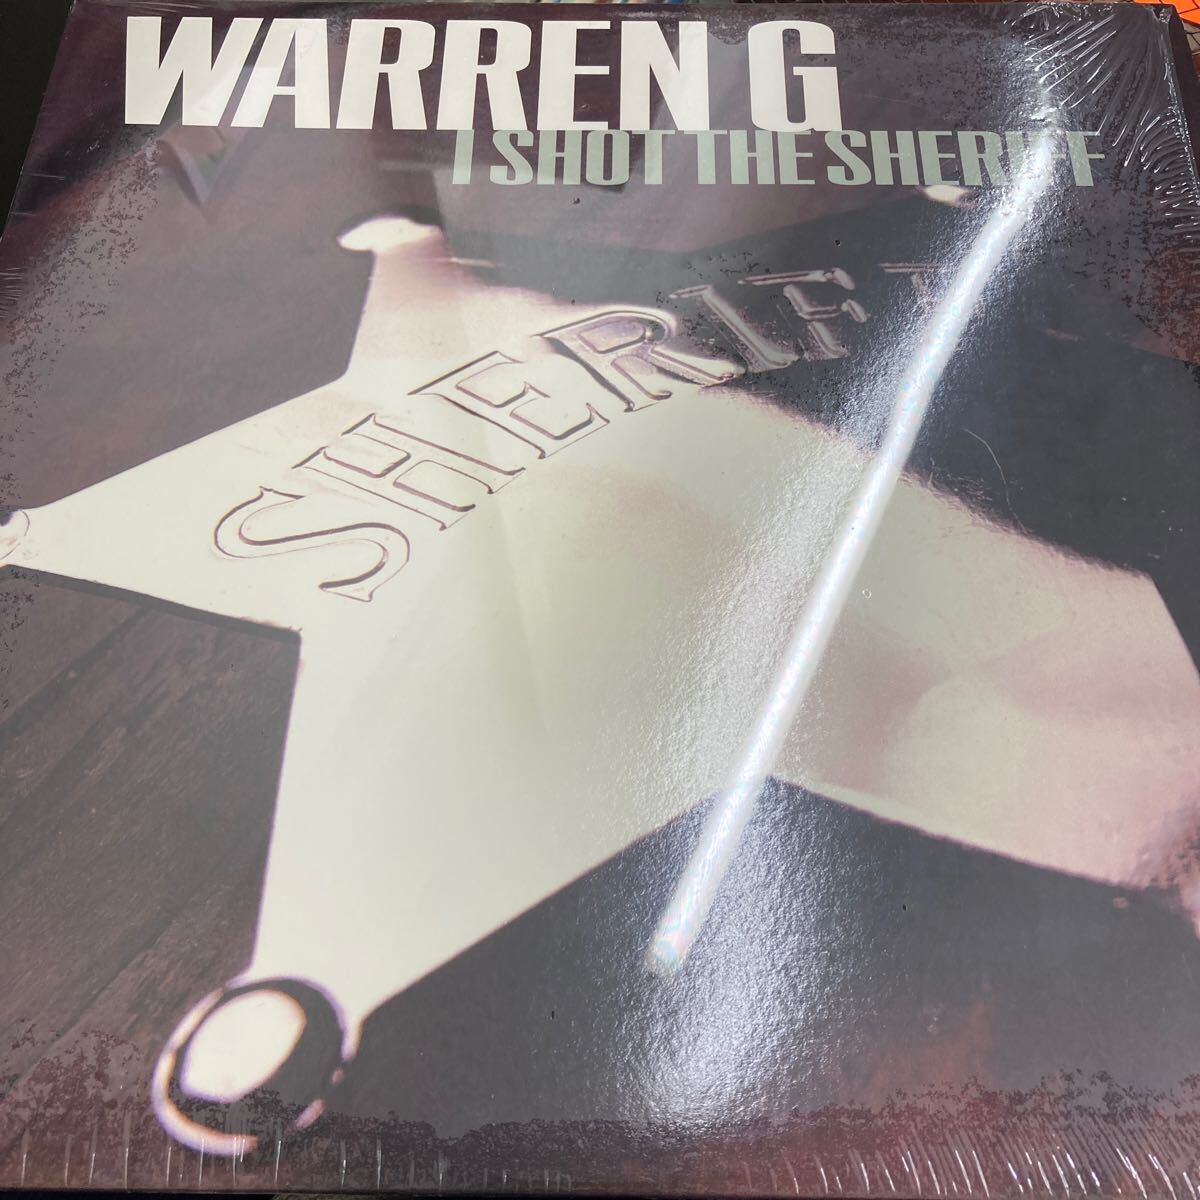 WARREN G
I SHOT THE SHERIFF
SHERIFF